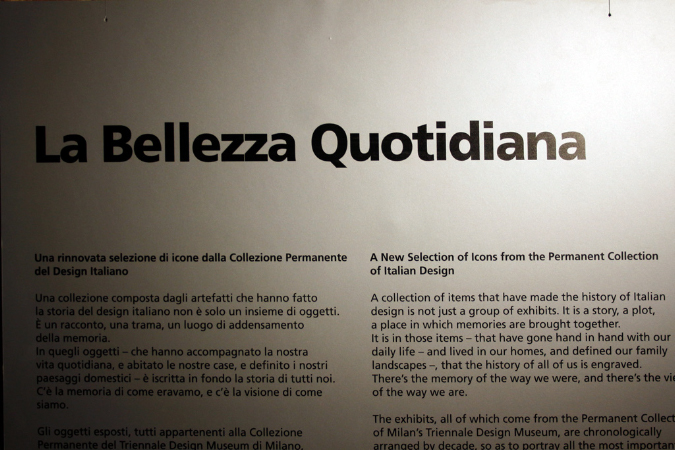 La Bellezza Quotidiana
Una rinnovata selezione di icone dalla Collezione Permanente
del Design Italiano
Una collezione composta dagli artefatti che hanno fatto
la storia del design italiano non è solo un insieme di oggetti.
È un racconto, una trama, un luogo di addensamento
della memoria.
In quegli oggetti – che hanno accompagnato la nostra
vita quotidiana, e abitato le nostre case, e definito i nostri
paesaggi domestici – è iscritta in fondo la storia di tutti noi.
C'è la memoria di come eravamo, e c'è la visione di come
siamo.
Gli oggetti esposti, tutti appartenenti alla Collezione
Permanente del Triennale Design Museum di Milano,
A New Selection of Icons from the Permanent Collection
of Italian Design
A collection of items that have made the history of Italian
design is not just a group of exhibits. It is a story, a plot,
a place in which memories are brought together.
It is in those items – that have gone hand in hand with our
daily life – and lived in our homes, and defined our family
landscapes –, that the history of all of us is engraved.
There's the memory of the way we were, and there's the
of the way we are.
The exhibits, all of which come from the Permanent
of Milan's Triennale Design Museum, are chronologically
arranged by decade, so as to portray all the most